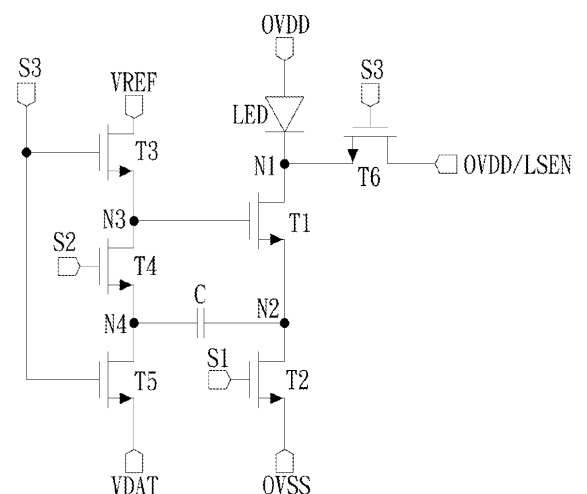 OVDD
S3
VREF
S3
LED
T3
N1
T6
OVDD/LSEN
N3
T1
S2
T4
C
N2
N4
S1
T5
T2
VDAT
OVSS